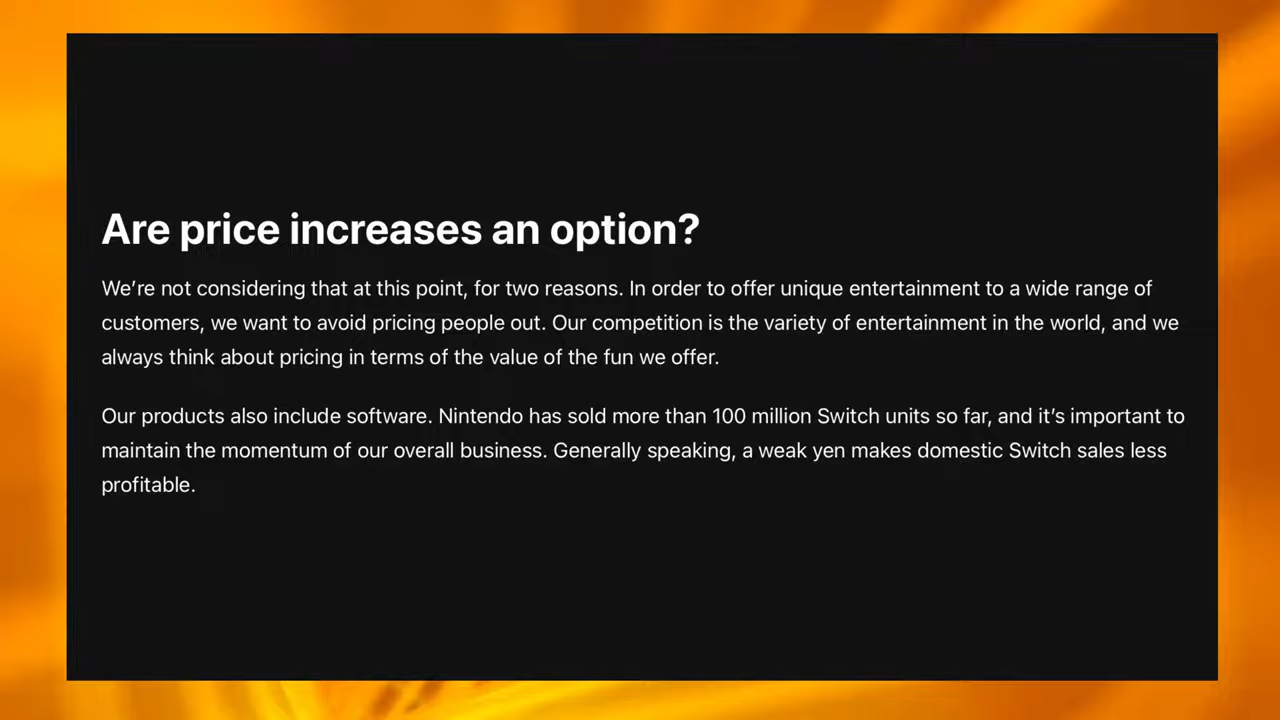 Are price increases an option?
We’re not considering that at this point, for two reasons. In order to offer unique entertainment to a wide range of
customers, we want to avoid pricing people out. Our competition is the variety of entertainment in the world, and we
always think about pricing in terms of the value of the fun we offer.
Our products also include software. Nintendo has sold more than 100 million Switch units so far, and it’s important to
maintain the momentum of our overall business. Generally speaking, a weak yen makes domestic Switch sales less
profitable.